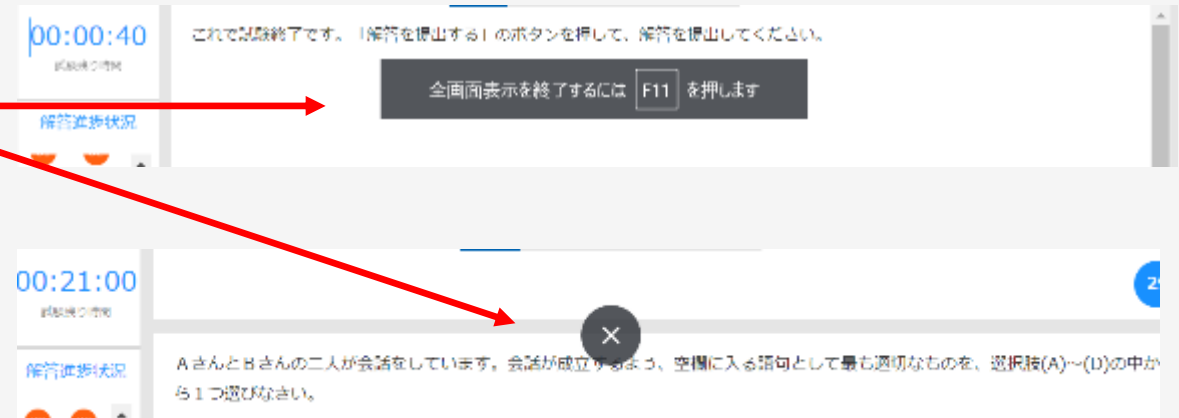 00:00:40
試験残り時間
これで試験終了です。「解答を提出する」のボタンを押して、解答を提出してください。
全画面表示を終了するには F11 を押します
解答進捗状況
00:21:00
試験残り時間
解答進捗状況
AさんとBさんの二人が会話をしています。会話が成立するよう、空欄に入る語句として最も適切なものを、選択肢(A)~(D)の中か
ら1つ選びなさい。